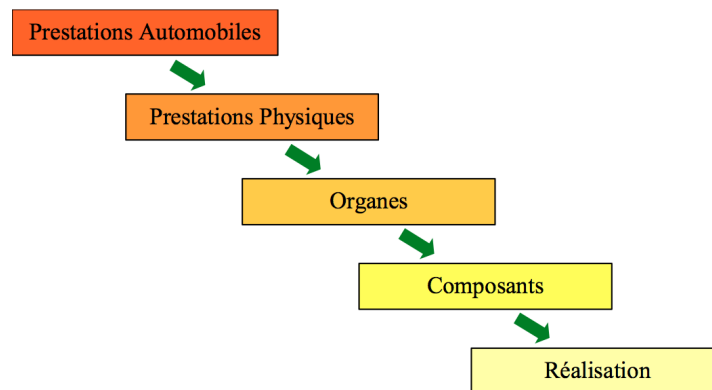 Prestations Automobiles
Prestations Physiques
Organes
Composants
Réalisation